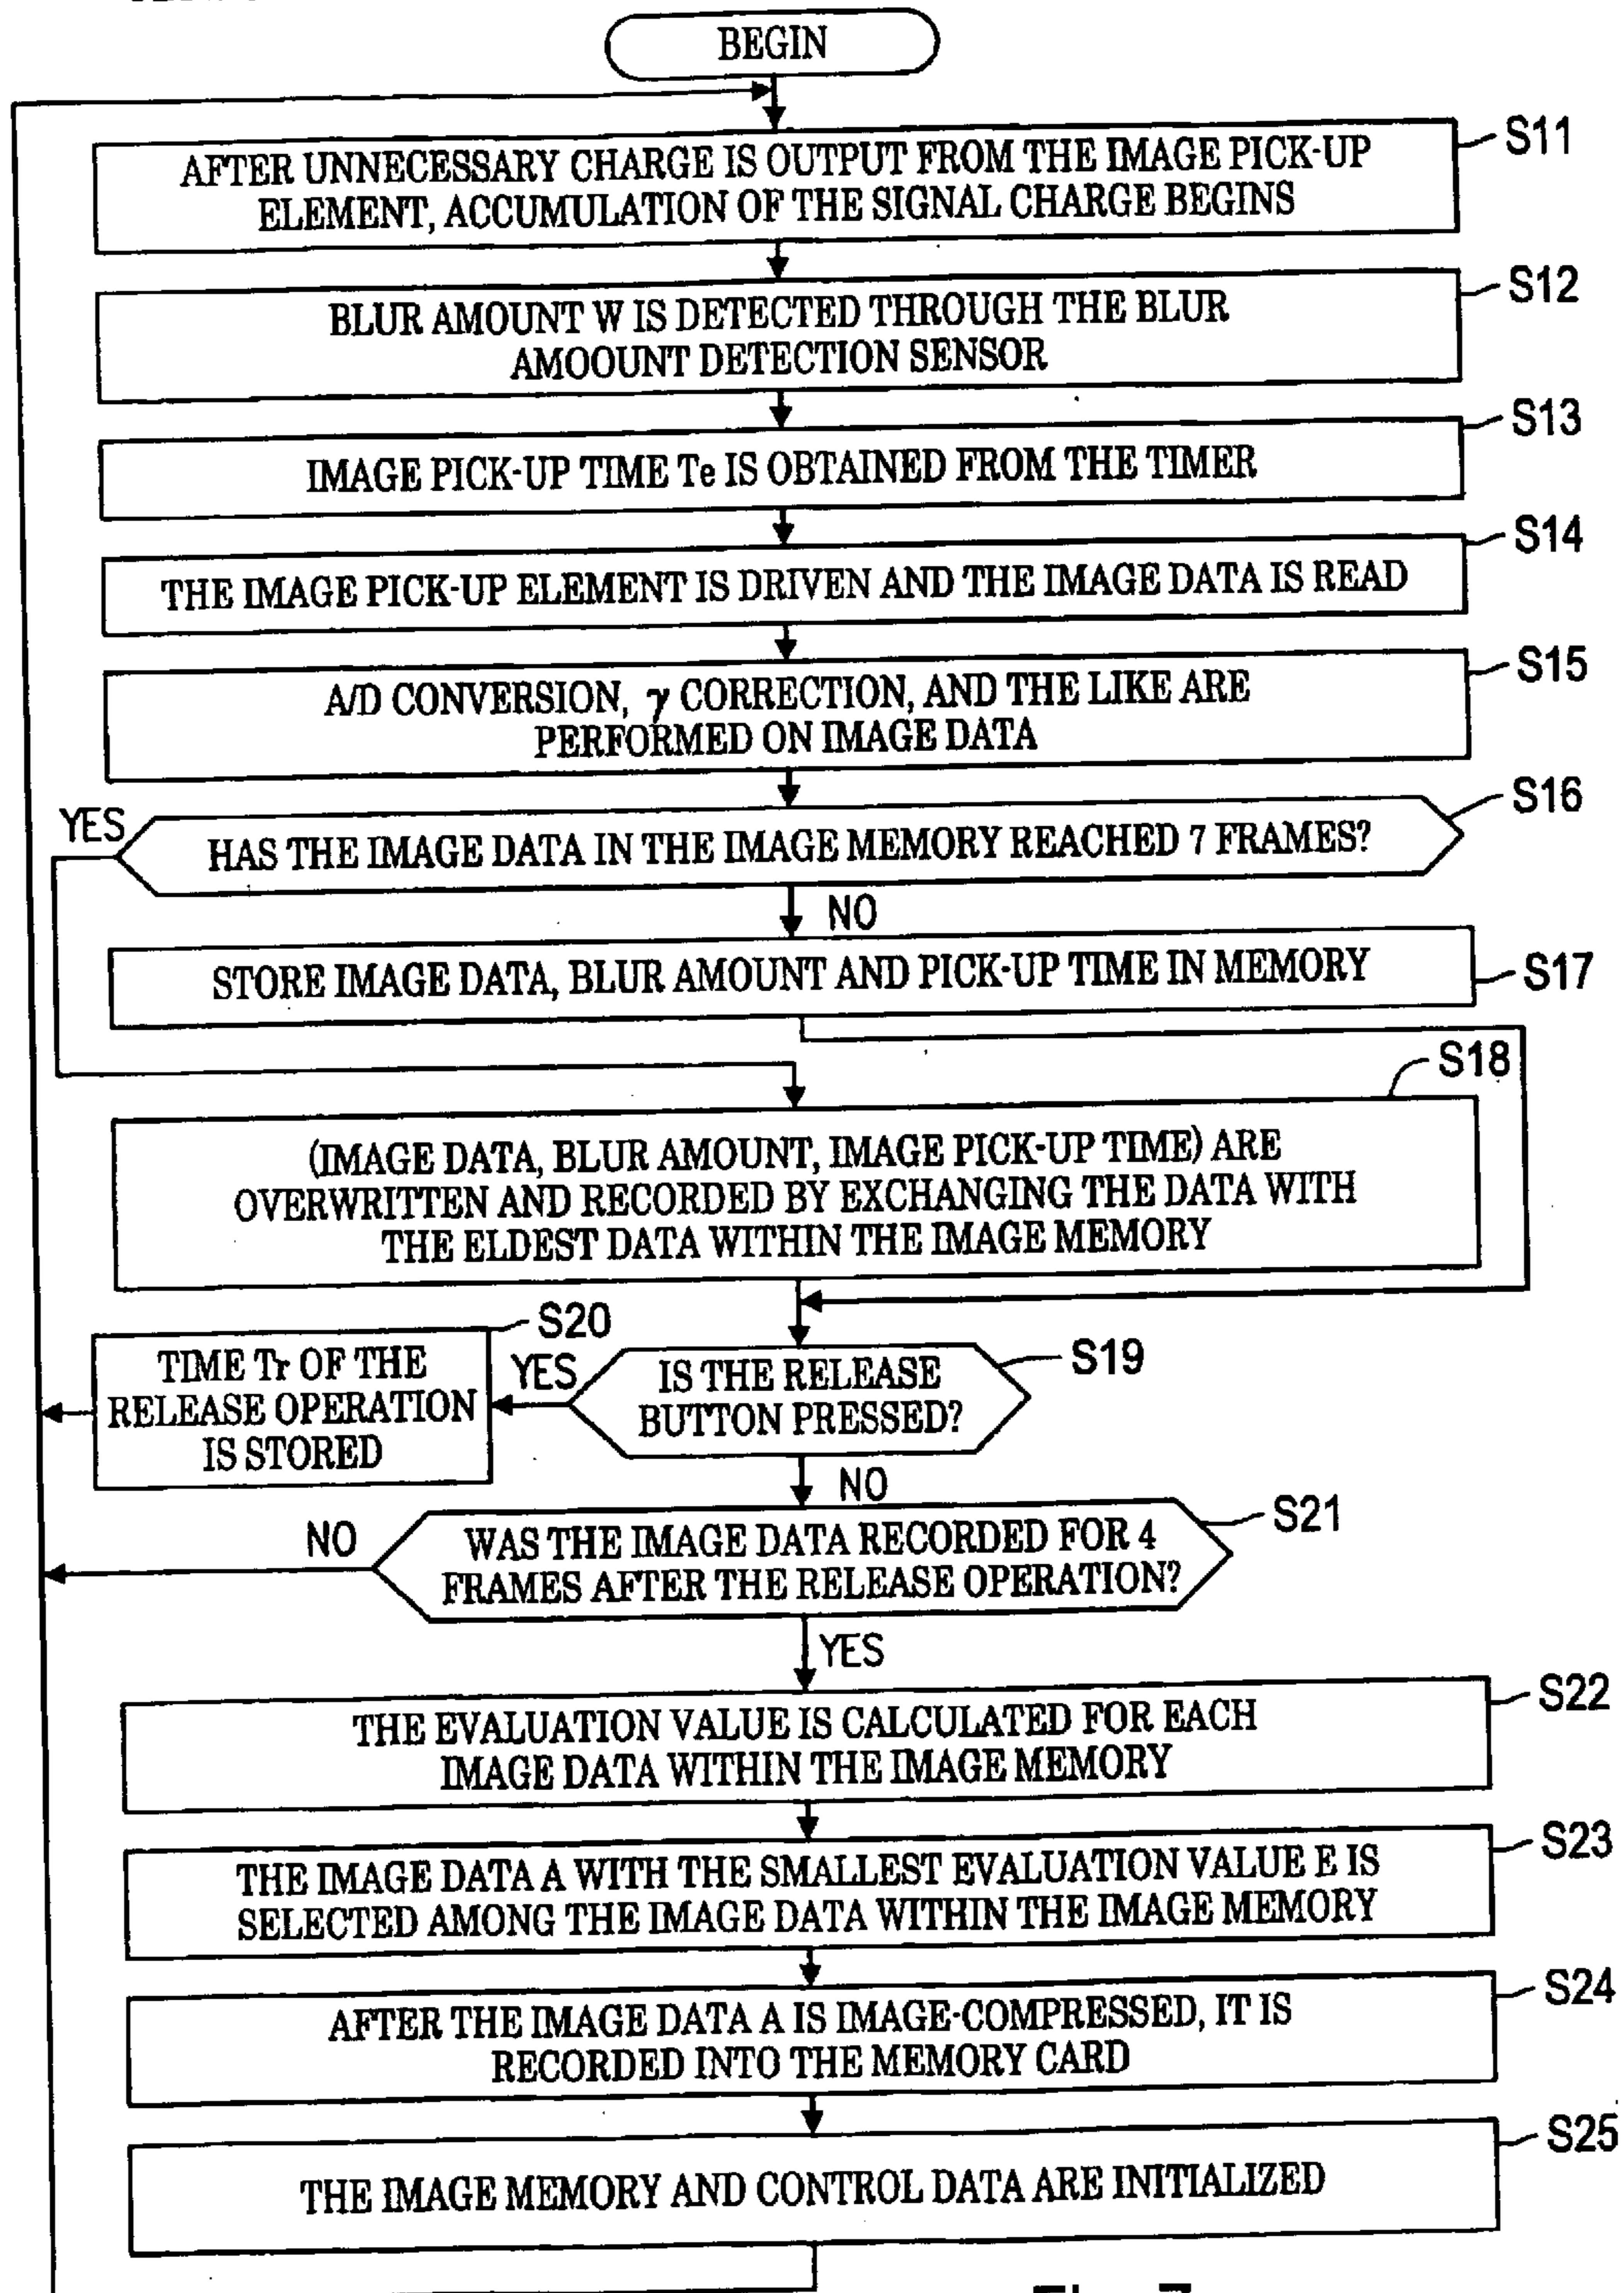 BEGIN
S11
AFTER UNNECESSARY CHARGE IS OUTPUT FROM THE IMAGE PICK-UP
ELEMENT, ACCUMULATION OF THE SIGNAL CHARGE BEGINS
S12
BLUR AMOUNT W IS DETECTED THROUGH THE BLUR
AMOOUNT DETECTION SENSOR
S13
IMAGE PICK-UP TIME Te IS OBTAINED FROM THE TIMER
S14
THE IMAGE PICK-UP ELEMENT IS DRIVEN AND THE IMAGE DATA IS READ
S15
A/D CONVERSION, γ CORRECTION, AND THE LIKE ARE
PERFORMED ON IMAGE DATA
S16
YES
HAS THE IMAGE DATA IN THE IMAGE MEMORY REACHED 7 FRAMES?
NO
STORE IMAGE DATA, BLUR AMOUNT AND PICK-UP TIME IN MEMORY
S17
S18
(IMAGE DATA, BLUR AMOUNT, IMAGE PICK-UP TIME) ARE
OVERWRITTEN AND RECORDED BY EXCHANGING THE DATA WITH
THE ELDEST DATA WITHIN THE IMAGE MEMORY
S20
TIME Tr OF THE
RELEASE OPERATION
IS STORED
YES
IS THE RELEASE
BUTTON PRESSED?
S19
NO
NO
WAS THE IMAGE DATA RECORDED FOR 4
FRAMES AFTER THE RELEASE OPERATION?
S21
YES
S22
THE EVALUATION VALUE IS CALCULATED FOR EACH
IMAGE DATA WITHIN THE IMAGE MEMORY
S23
THE IMAGE DATA A WITH THE SMALLEST EVALUATION VALUE E IS
SELECTED AMONG THE IMAGE DATA WITHIN THE IMAGE MEMORY
S24
AFTER THE IMAGE DATA A IS IMAGE-COMPRESSED, IT IS
RECORDED INTO THE MEMORY CARD
S25
THE IMAGE MEMORY AND CONTROL DATA ARE INITIALIZED